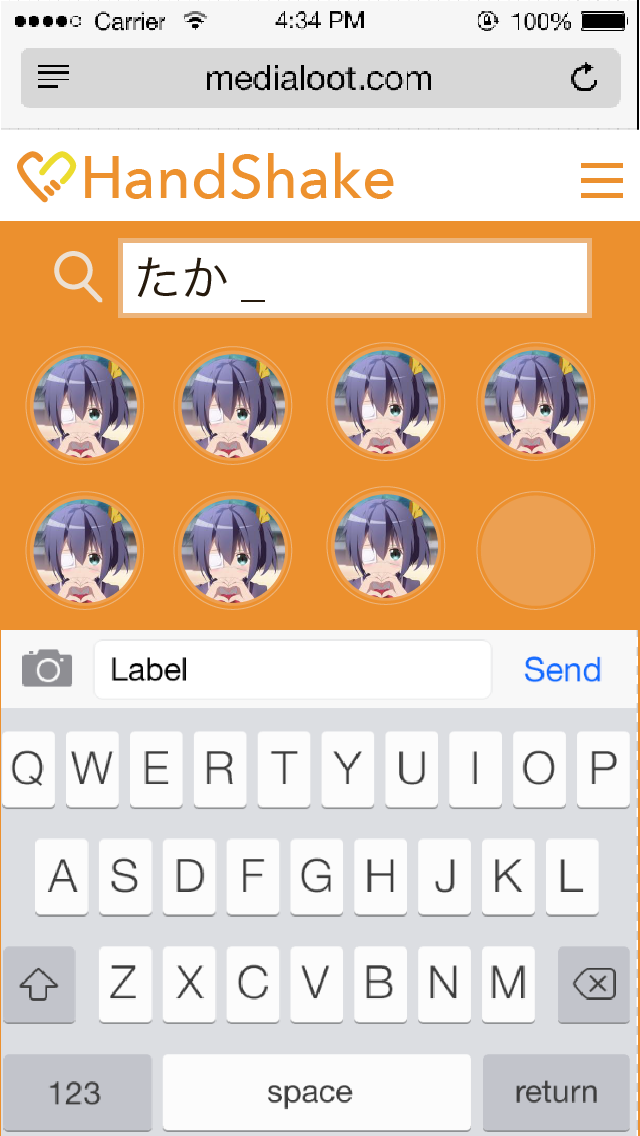 Carrier 4:34 PM 100%
medialoot.com
HandShake
たか _
Label Send
Q W E R T Y U I O P
A S D F G H J K L
Z X C V B N M
123 space return